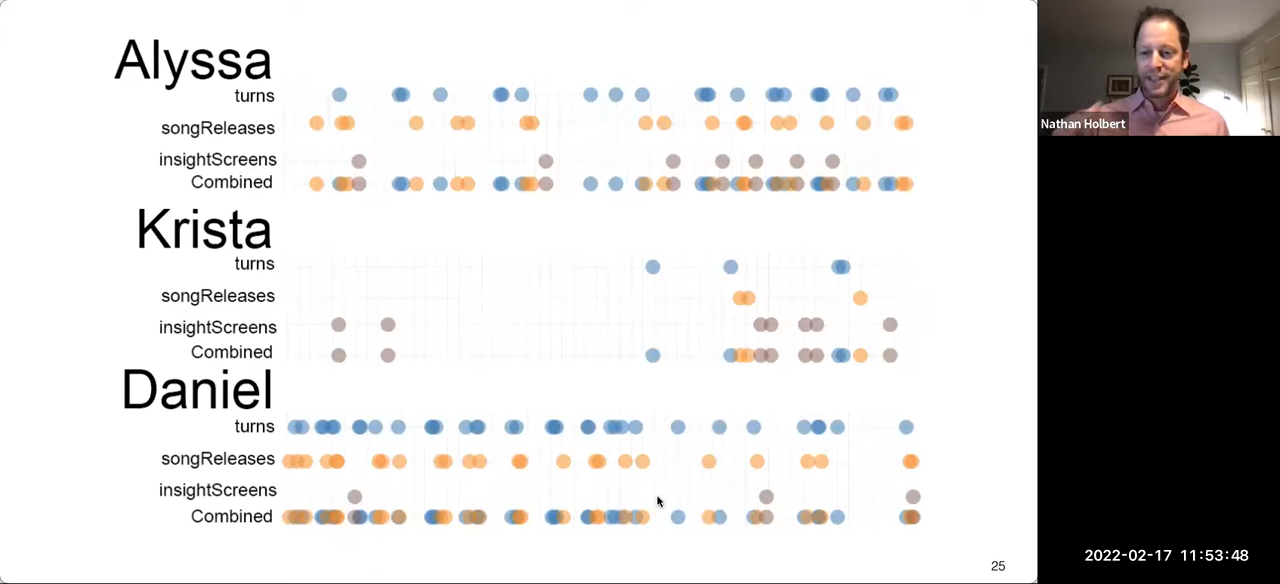 Alyssa
turns
songReleases
insightScreens
Combined
Krista
turns
songReleases
insightScreens
Combined
Daniel
turns
songReleases
insightScreens
Combined
25
Nathan Holbert
2022-02-17 11:53:48